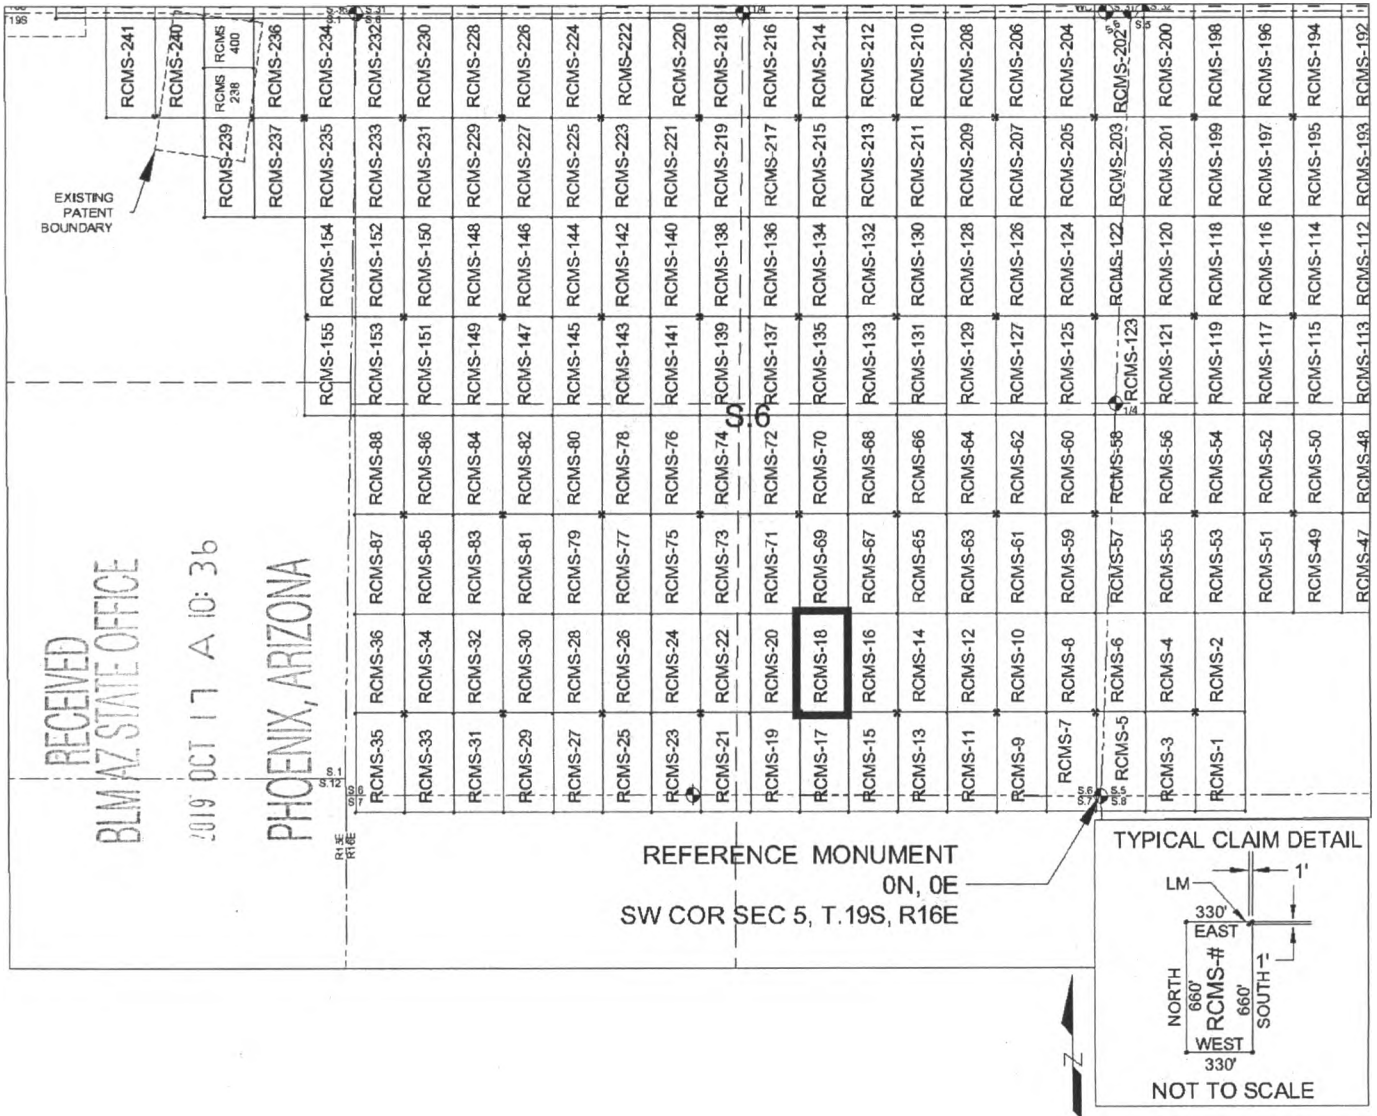 T19S
S.1
S.6
S.31
1/4
WC
S.31
S.32
S.6
S.5
RCMS-241
RCMS-240
RCMS
400
RCMS
238
RCMS-236
RCMS-234
RCMS-232
RCMS-230
RCMS-228
RCMS-226
RCMS-224
RCMS-222
RCMS-220
RCMS-218
RCMS-216
RCMS-214
RCMS-212
RCMS-210
RCMS-208
RCMS-206
RCMS-204
RCMS-202
RCMS-200
RCMS-198
RCMS-196
RCMS-194
RCMS-192
RCMS-239
RCMS-237
RCMS-235
RCMS-233
RCMS-231
RCMS-229
RCMS-227
RCMS-225
RCMS-223
RCMS-221
RCMS-219
RCMS-217
RCMS-215
RCMS-213
RCMS-211
RCMS-209
RCMS-207
RCMS-205
RCMS-203
RCMS-201
RCMS-199
RCMS-197
RCMS-195
RCMS-193
EXISTING
PATENT
BOUNDARY
RCMS-154
RCMS-152
RCMS-150
RCMS-148
RCMS-146
RCMS-144
RCMS-142
RCMS-140
RCMS-138
RCMS-136
RCMS-134
RCMS-132
RCMS-130
RCMS-128
RCMS-126
RCMS-124
RCMS-122
RCMS-120
RCMS-118
RCMS-116
RCMS-114
RCMS-112
RCMS-155
RCMS-153
RCMS-151
RCMS-149
RCMS-147
RCMS-145
RCMS-143
RCMS-141
RCMS-139
RCMS-137
RCMS-135
RCMS-133
RCMS-131
RCMS-129
RCMS-127
RCMS-125
RCMS-123
RCMS-121
RCMS-119
RCMS-117
RCMS-115
RCMS-113
1/4
S.6
RCMS-88
RCMS-86
RCMS-84
RCMS-82
RCMS-80
RCMS-78
RCMS-76
RCMS-74
RCMS-72
RCMS-70
RCMS-68
RCMS-66
RCMS-64
RCMS-62
RCMS-60
RCMS-58
RCMS-56
RCMS-54
RCMS-52
RCMS-50
RCMS-48
RCMS-87
RCMS-85
RCMS-83
RCMS-81
RCMS-79
RCMS-77
RCMS-75
RCMS-73
RCMS-71
RCMS-69
RCMS-67
RCMS-65
RCMS-63
RCMS-61
RCMS-59
RCMS-57
RCMS-55
RCMS-53
RCMS-51
RCMS-49
RCMS-47
RCMS-36
RCMS-34
RCMS-32
RCMS-30
RCMS-28
RCMS-26
RCMS-24
RCMS-22
RCMS-20
RCMS-18
RCMS-16
RCMS-14
RCMS-12
RCMS-10
RCMS-8
RCMS-6
RCMS-4
RCMS-2
RCMS-35
RCMS-33
RCMS-31
RCMS-29
RCMS-27
RCMS-25
RCMS-23
RCMS-21
RCMS-19
RCMS-17
RCMS-15
RCMS-13
RCMS-11
RCMS-9
RCMS-7
RCMS-5
RCMS-3
RCMS-1
RECEIVED
BLM AZ STATE OFFICE
2019 OCT 17 A 10: 36
PHOENIX, ARIZONA
S.1
S.12
S.6
S.7
S.6
S.5
S.7
S.8
R16E
REFERENCE MONUMENT
0N, 0E
SW COR SEC 5, T.19S, R16E
N
TYPICAL CLAIM DETAIL
1'
LM
330'
EAST
1'
NORTH
660'
RCMS-#
660'
SOUTH
WEST
330'
NOT TO SCALE